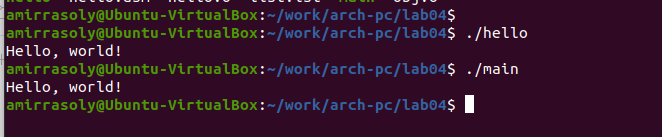 amirrasoly@Ubuntu-VirtualBox:~/work/arch-pc/lab04$
amirrasoly@Ubuntu-VirtualBox:~/work/arch-pc/lab04$ ./hello
Hello, world!
amirrasoly@Ubuntu-VirtualBox:~/work/arch-pc/lab04$ ./main
Hello, world!
amirrasoly@Ubuntu-VirtualBox:~/work/arch-pc/lab04$